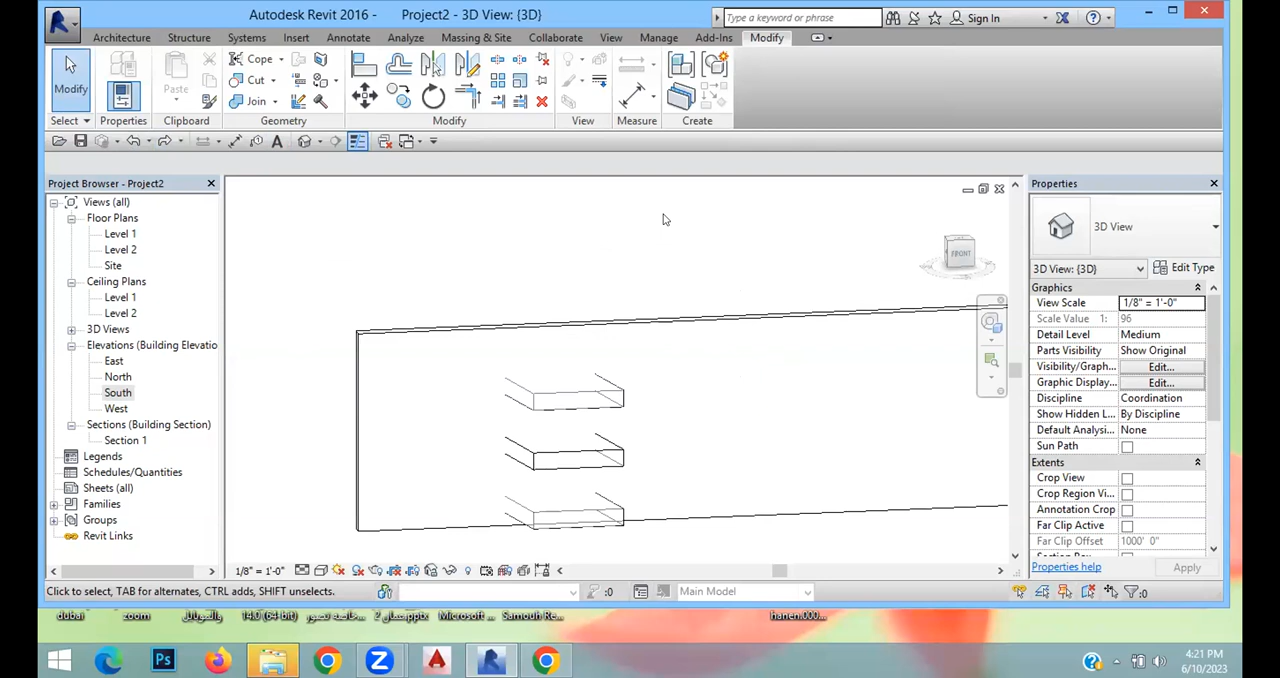 Autodesk Revit 2016 - Project2 - 3D View: {3D}
Type a keyword or phrase
Sign In
Architecture Structure Systems Insert Annotate Analyze Massing & Site Collaborate View Manage Add-Ins Modify
Modify
Paste
Cope
Cut
Join
Select Properties Clipboard Geometry Modify View Measure Create
Project Browser - Project2
Views (all)
Floor Plans
Level 1
Level 2
Site
Ceiling Plans
Level 1
Level 2
3D Views
Elevations (Building Elevatio
East
North
South
West
Sections (Building Section)
Section 1
Legends
Schedules/Quantities
Sheets (all)
Families
Groups
Revit Links
FRONT
Properties
3D View
3D View: {3D} Edit Type
Graphics
View Scale 1/8" = 1'-0"
Scale Value 1: 96
Detail Level Medium
Parts Visibility Show Original
Visibility/Graph... Edit...
Graphic Display... Edit...
Discipline Coordination
Show Hidden L... By Discipline
Default Analysi... None
Sun Path
Extents
Crop View
Crop Region Vi...
Annotation Crop
Far Clip Active
Far Clip Offset 1000' 0"
Properties help Apply
1/8" = 1'-0"
Click to select, TAB for alternates, CTRL adds, SHIFT unselects.
:0
Main Model
:0
dubai
zoom
(64-bit)
Microsoft ...
hanen.000...
Ps
4:21 PM
6/10/2023